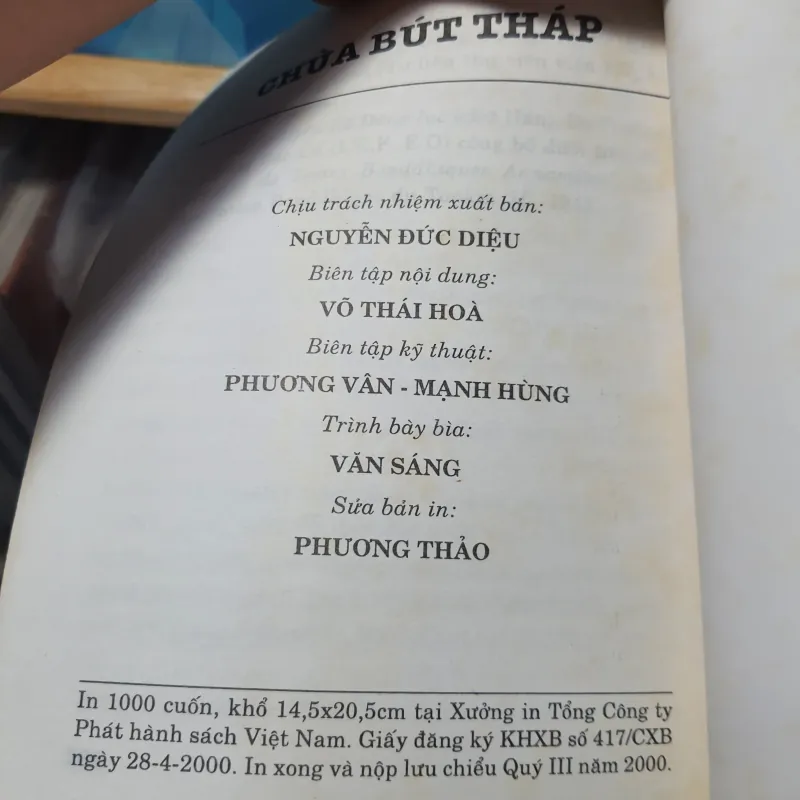 CHÙA BÚT THÁP
Chịu trách nhiệm xuất bản:
NGUYỄN ĐỨC DIỆU
Biên tập nội dung:
VÕ THÁI HOÀ
Biên tập kỹ thuật:
PHƯƠNG VÂN - MẠNH HÙNG
Trình bày bìa:
VĂN SÁNG
Sửa bản in:
PHƯƠNG THẢO
In 1000 cuốn, khổ 14,5x20,5cm tại Xưởng in Tổng Công ty
Phát hành sách Việt Nam. Giấy đăng ký KHXB số 417/CXB
ngày 28-4-2000. In xong và nộp lưu chiểu Quý III năm 2000.